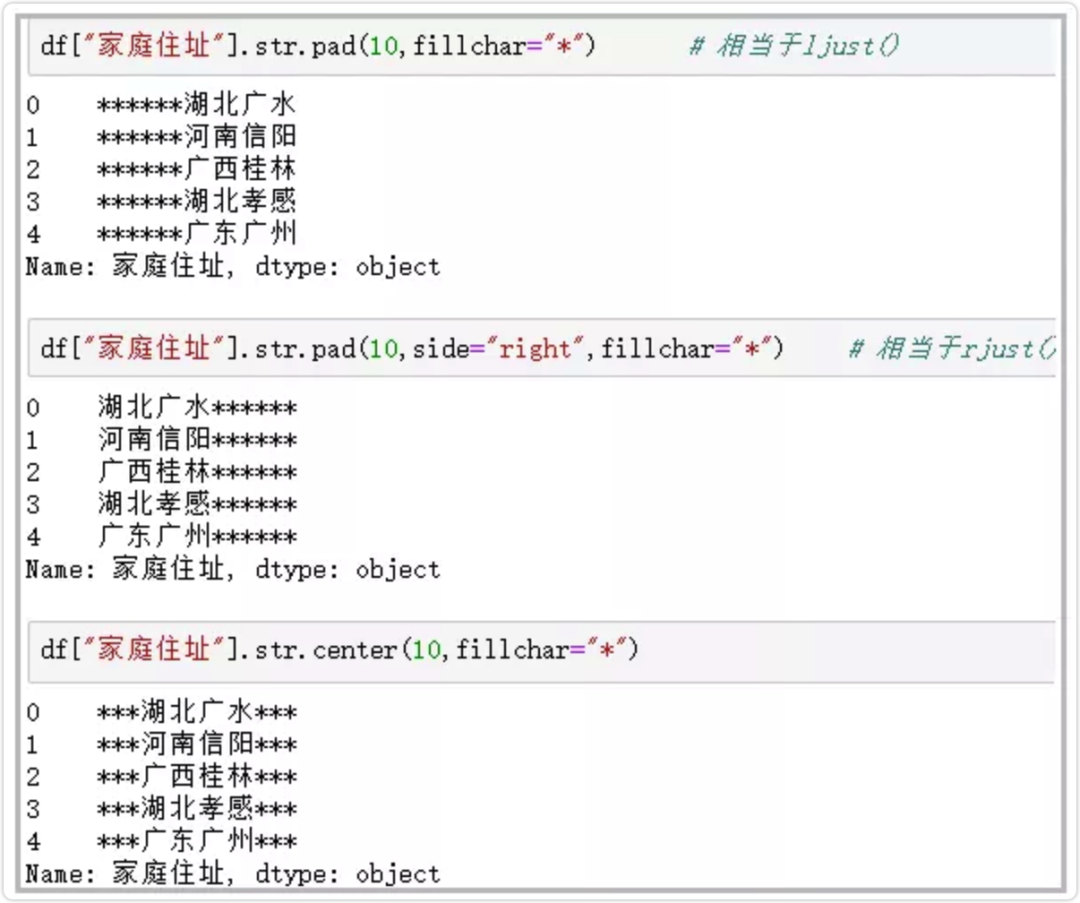 df["家庭住址"].str.pad(10,fillchar="*")      # 相当于ljust()
0    ******湖北广水
1    ******河南信阳
2    ******广西桂林
3    ******湖北孝感
4    ******广东广州
Name: 家庭住址, dtype: object
df["家庭住址"].str.pad(10,side="right",fillchar="*")    # 相当于rjust()
0    湖北广水******
1    河南信阳******
2    广西桂林******
3    湖北孝感******
4    广东广州******
Name: 家庭住址, dtype: object
df["家庭住址"].str.center(10,fillchar="*")
0    ***湖北广水***
1    ***河南信阳***
2    ***广西桂林***
3    ***湖北孝感***
4    ***广东广州***
Name: 家庭住址, dtype: object